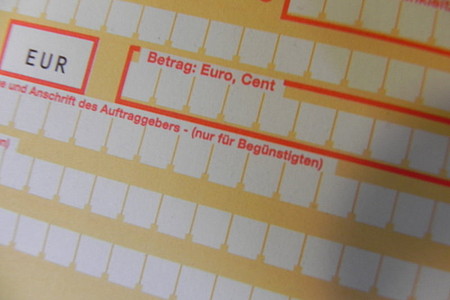 EUR
Betrag: Euro, Cent
und Anschrift des Auftraggebers - (nur für Begünstigten)